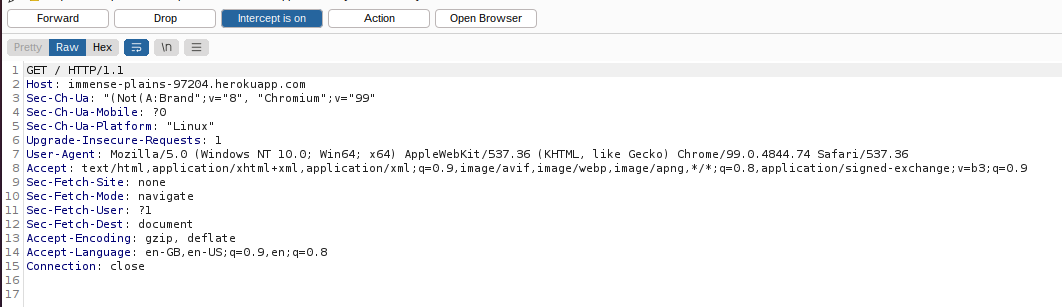 Forward Drop Intercept is on Action Open Browser
Pretty Raw Hex \n
1 GET / HTTP/1.1
2 Host: immense-plains-97204.herokuapp.com
3 Sec-Ch-Ua: "(Not(A:Brand";v="8", "Chromium";v="99"
4 Sec-Ch-Ua-Mobile: ?0
5 Sec-Ch-Ua-Platform: "Linux"
6 Upgrade-Insecure-Requests: 1
7 User-Agent: Mozilla/5.0 (Windows NT 10.0; Win64; x64) AppleWebKit/537.36 (KHTML, like Gecko) Chrome/99.0.4844.74 Safari/537.36
8 Accept: text/html,application/xhtml+xml,application/xml;q=0.9,image/avif,image/webp,image/apng,*/*;q=0.8,application/signed-exchange;v=b3;q=0.9
9 Sec-Fetch-Site: none
10 Sec-Fetch-Mode: navigate
11 Sec-Fetch-User: ?1
12 Sec-Fetch-Dest: document
13 Accept-Encoding: gzip, deflate
14 Accept-Language: en-GB,en-US;q=0.9,en;q=0.8
15 Connection: close
16
17